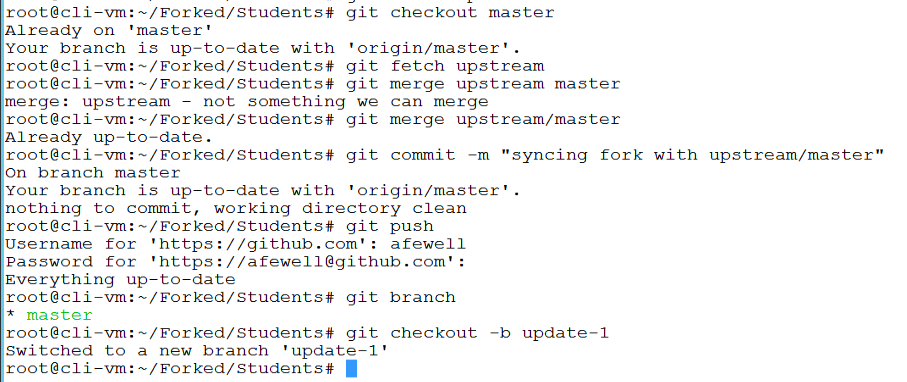 root@cli-vm:~/Forked/Students# git checkout master
Already on 'master'
Your branch is up-to-date with 'origin/master'.
root@cli-vm:~/Forked/Students# git fetch upstream
root@cli-vm:~/Forked/Students# git merge upstream master
merge: upstream - not something we can merge
root@cli-vm:~/Forked/Students# git merge upstream/master
Already up-to-date.
root@cli-vm:~/Forked/Students# git commit -m "syncing fork with upstream/master"
On branch master
Your branch is up-to-date with 'origin/master'.
nothing to commit, working directory clean
root@cli-vm:~/Forked/Students# git push
Username for 'https://github.com': afewell
Password for 'https://afewell@github.com':
Everything up-to-date
root@cli-vm:~/Forked/Students# git branch
* master
root@cli-vm:~/Forked/Students# git checkout -b update-1
Switched to a new branch 'update-1'
root@cli-vm:~/Forked/Students#